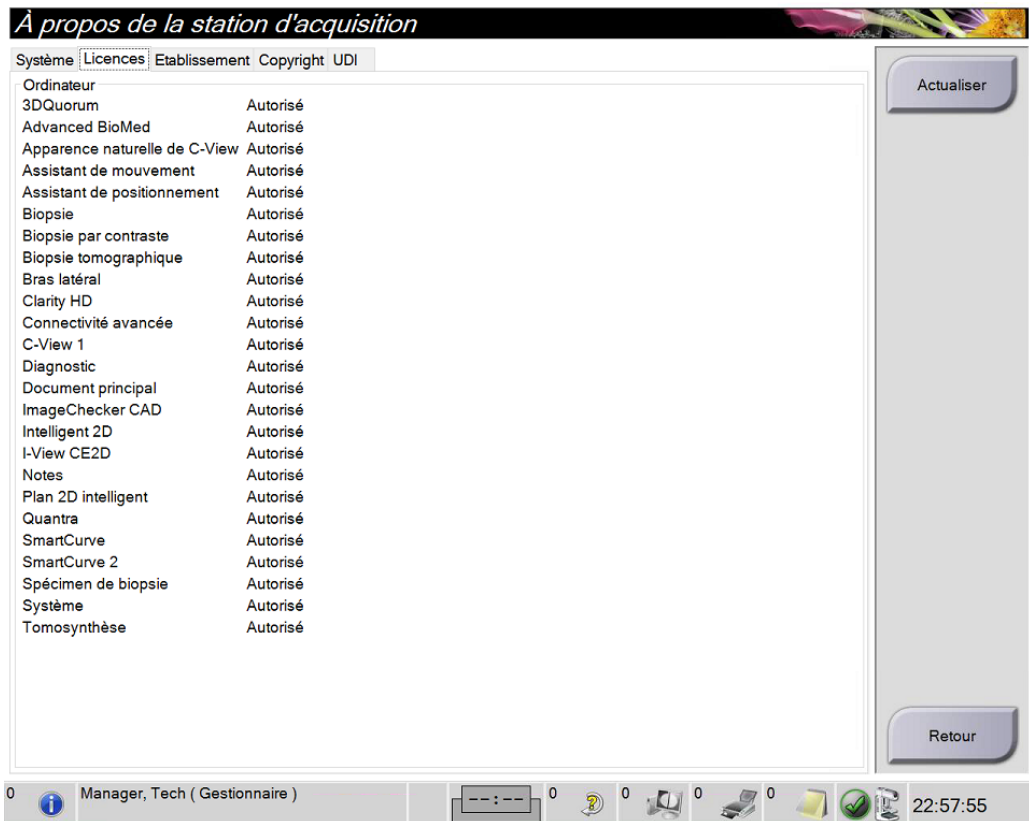 À propos de la station d'acquisition
Système Licences Etablissement Copyright UDI
Ordinateur
3DQuorum Autorisé
Advanced BioMed Autorisé
Apparence naturelle de C-View Autorisé
Assistant de mouvement Autorisé
Assistant de positionnement Autorisé
Biopsie Autorisé
Biopsie par contraste Autorisé
Biopsie tomographique Autorisé
Bras latéral Autorisé
Clarity HD Autorisé
Connectivité avancée Autorisé
C-View 1 Autorisé
Diagnostic Autorisé
Document principal Autorisé
ImageChecker CAD Autorisé
Intelligent 2D Autorisé
I-View CE2D Autorisé
Notes Autorisé
Plan 2D intelligent Autorisé
Quantra Autorisé
SmartCurve Autorisé
SmartCurve 2 Autorisé
Spécimen de biopsie Autorisé
Système Autorisé
Tomosynthèse Autorisé
Actualiser
Retour
0 Manager, Tech ( Gestionnaire ) --:-- 0 0 0 0 22:57:55